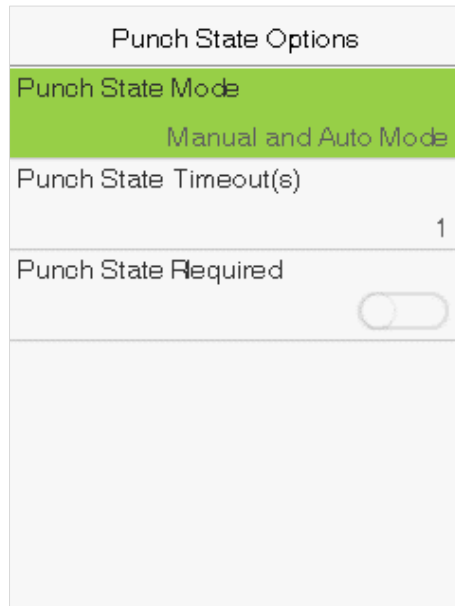 Punch State Options
Punch State Mode
Manual and Auto Mode
Punch State Timeout(s)
1
Punch State Required